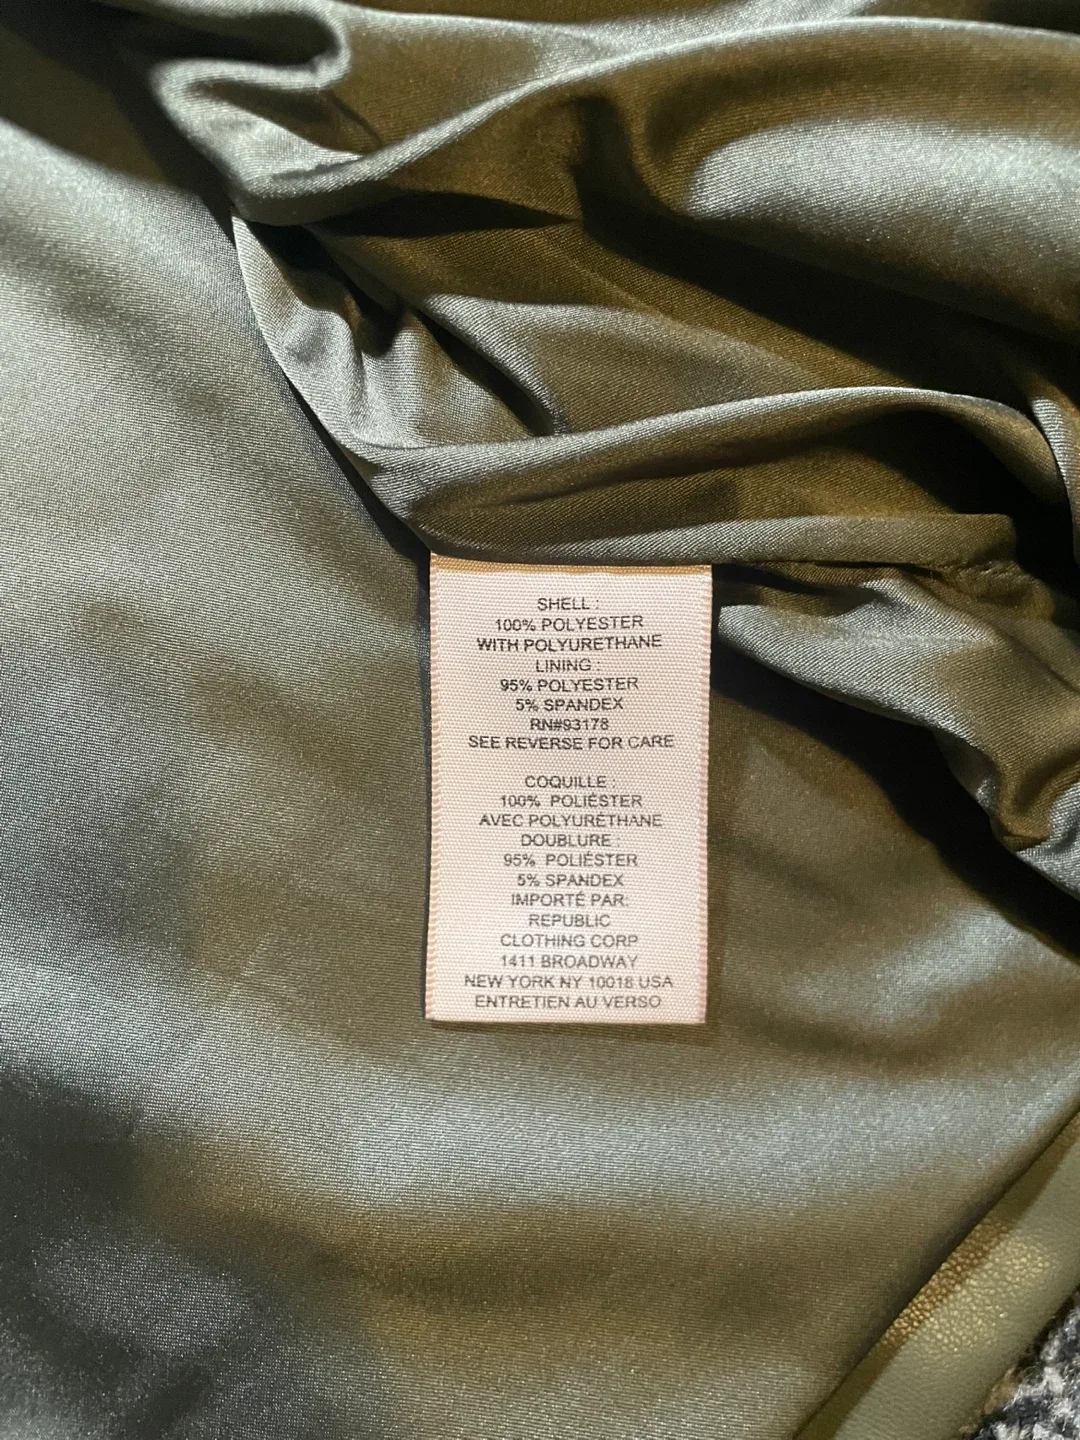 SHELL :
100% POLYESTER
WITH POLYURETHANE
LINING :
95% POLYESTER
5% SPANDEX
RN#93178
SEE REVERSE FOR CARE
COQUILLE :
100% POLIÉSTER
AVEC POLYURÉTHANE
DOUBLURE :
95% POLIÉSTER
5% SPANDEX
IMPORTÉ PAR:
REPUBLIC
CLOTHING CORP
1411 BROADWAY
NEW YORK NY 10018 USA
ENTRETIEN AU VERSO